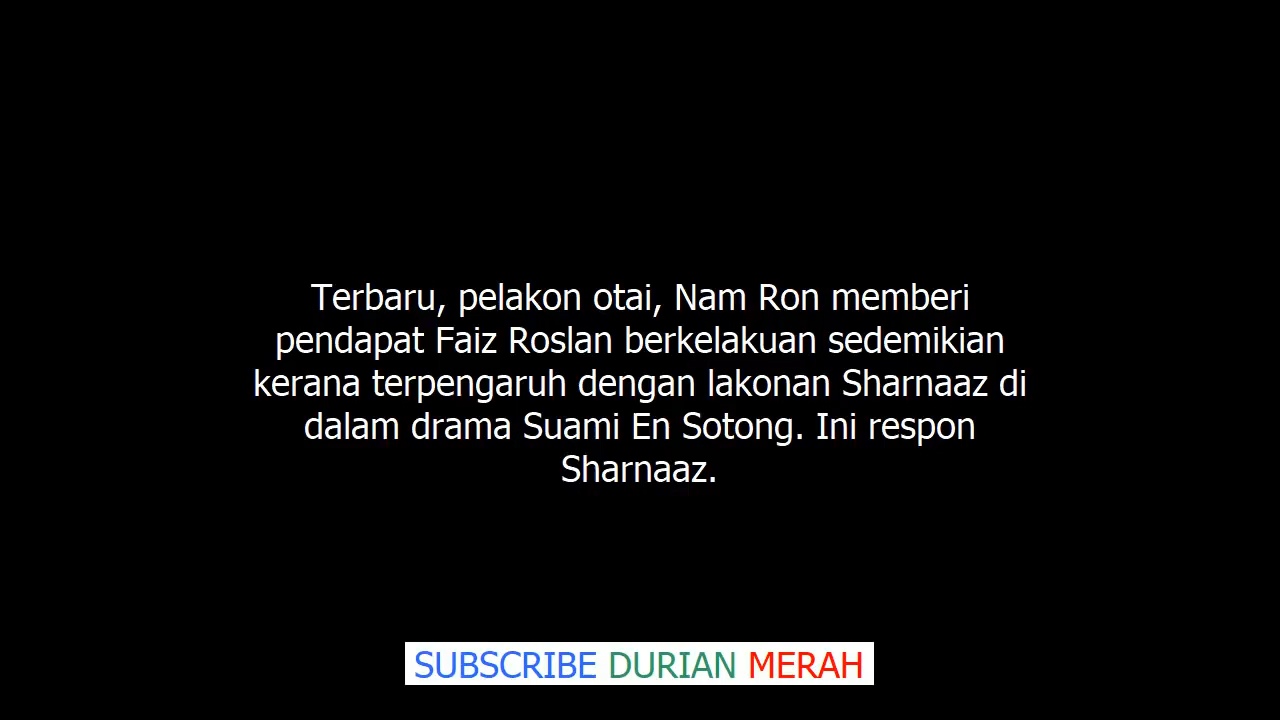 Terbaru, pelakon otai, Nam Ron memberi
pendapat Faiz Roslan berkelakuan sedemikian
kerana terpengaruh dengan lakonan Sharnaaz di
dalam drama Suami En Sotong. Ini respon
Sharnaaz.
SUBSCRIBE DURIAN MERAH